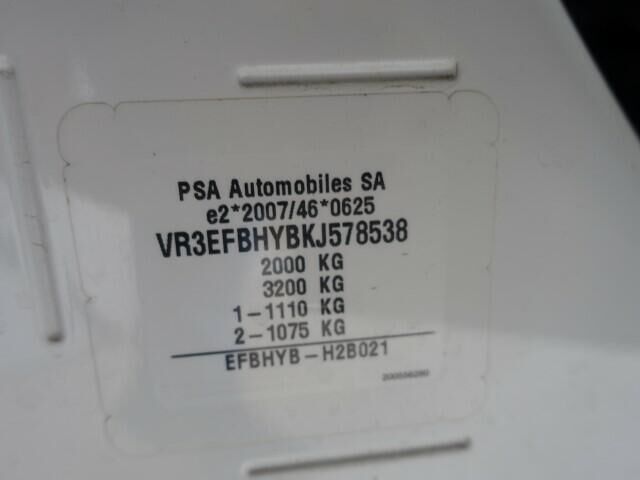 PSA Automobiles SA
e2*2007/46*0625
VR3EFBHYBKJ578538
2000 KG
3200 KG
1-1110 KG
2-1075 KG
EFBHYB-H2B021